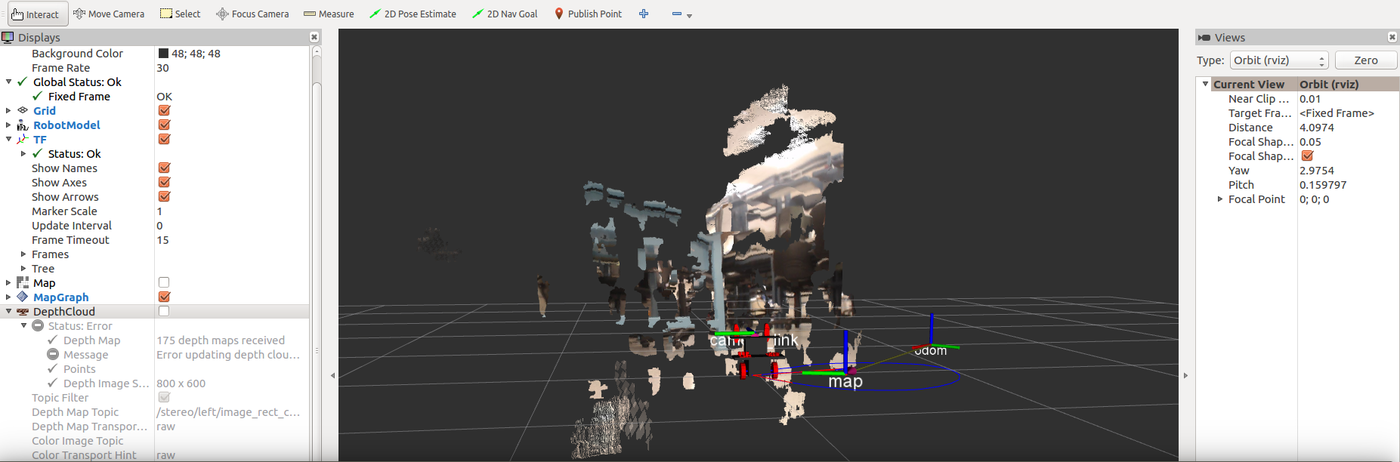 Interact Move Camera Select Focus Camera Measure 2D Pose Estimate 2D Nav Goal Publish Point
Displays
Background Color 48; 48; 48
Frame Rate 30
Global Status: Ok
Fixed Frame OK
Grid
RobotModel
TF
Status: Ok
Show Names
Show Axes
Show Arrows
Marker Scale 1
Update Interval 0
Frame Timeout 15
Frames
Tree
Map
MapGraph
DepthCloud
Status: Error
Depth Map 175 depth maps received
Message Error updating depth clou...
Points
Depth Image S... 800 x 600
Topic Filter
Depth Map Topic /stereo/left/image_rect_c...
Depth Map Transpor... raw
Color Image Topic
Color Transport Hint raw
link
odom
map
Views
Type: Orbit (rviz) Zero
Current View Orbit (rviz)
Near Clip ... 0.01
Target Fra... <Fixed Frame>
Distance 4.0974
Focal Shap... 0.05
Focal Shap...
Yaw 2.9754
Pitch 0.159797
Focal Point 0; 0; 0